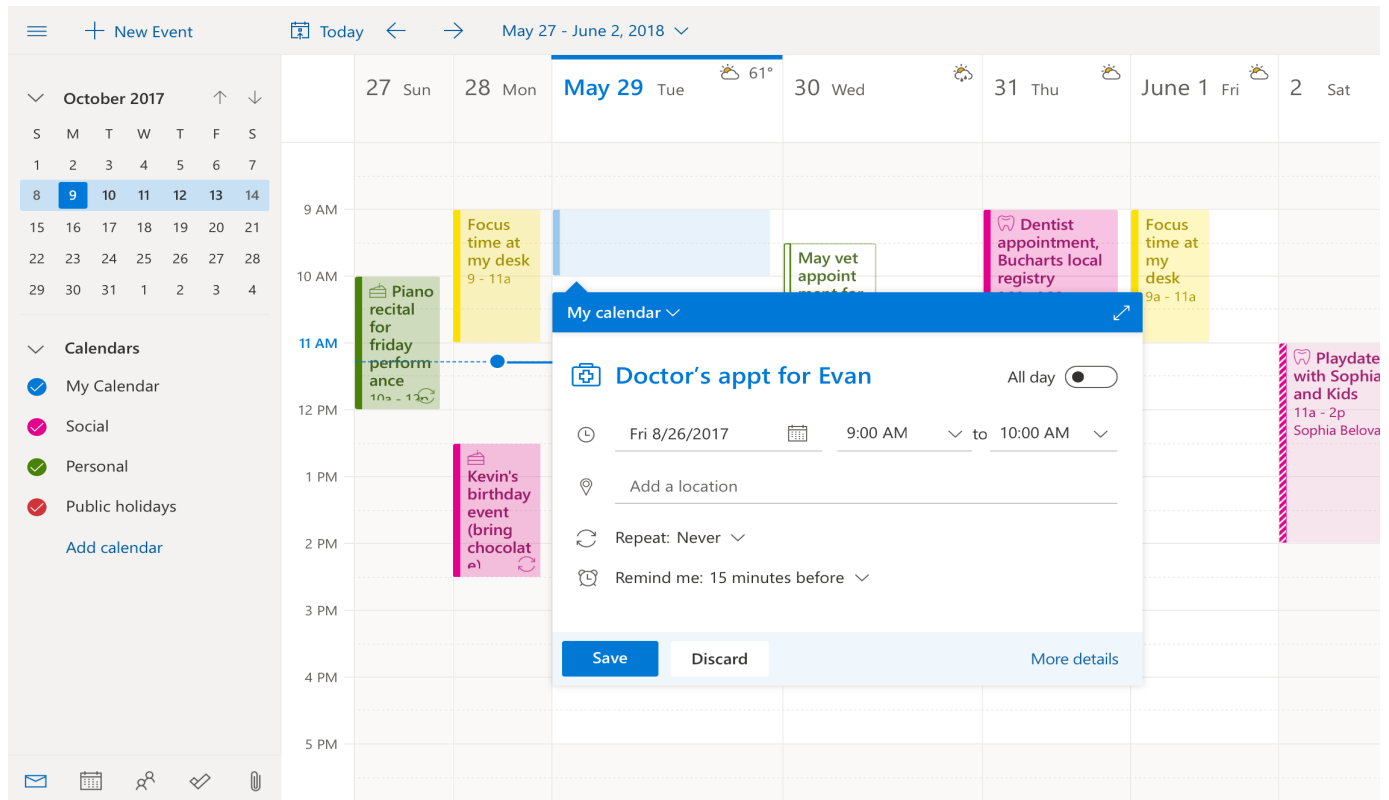 New Event
Today
May 27 - June 2, 2018
October 2017
S M T W T F S
1 2 3 4 5 6 7
8 9 10 11 12 13 14
15 16 17 18 19 20 21
22 23 24 25 26 27 28
29 30 31 1 2 3 4
Calendars
My Calendar
Social
Personal
Public holidays
Add calendar
27 Sun
28 Mon
May 29 Tue
61°
30 Wed
31 Thu
June 1 Fri
2 Sat
9 AM
10 AM
11 AM
12 PM
1 PM
2 PM
3 PM
4 PM
5 PM
Piano
recital
for
friday
perform
ance
10a - 12p
Focus
time at
my desk
9 - 11a
Kevin's
birthday
event
(bring
chocolat
e)
May vet
appoint
ment for
Dentist
appointment,
Bucharts local
registry
Focus
time at
my
desk
9a - 11a
Playdate
with Sophia
and Kids
11a - 2p
Sophia Belova
My calendar
Doctor’s appt for Evan
All day
Fri 8/26/2017
9:00 AM
to
10:00 AM
Add a location
Repeat: Never
Remind me: 15 minutes before
Save
Discard
More details